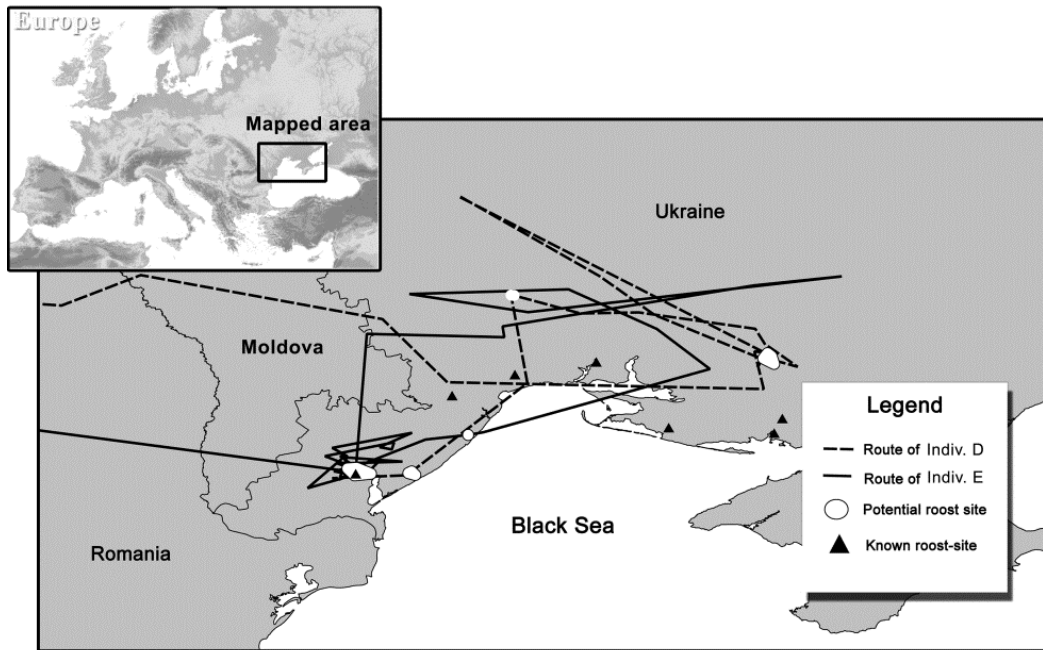 Europe
Mapped area
Ukraine
Moldova
Romania
Black Sea
Legend
Route of Indiv. D
Route of Indiv. E
Potential roost site
Known roost-site